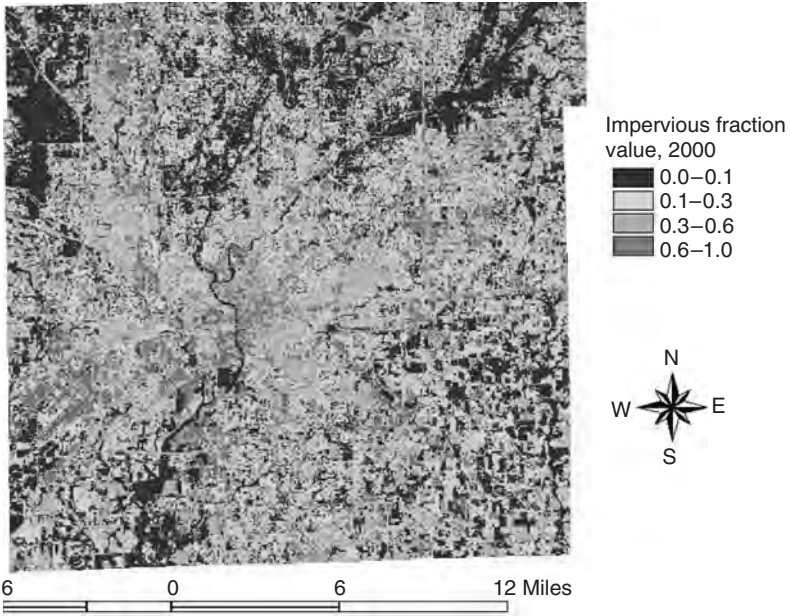 Impervious fraction
value, 2000
0.0–0.1
0.1–0.3
0.3–0.6
0.6–1.0
N
W E
S
6 0 6 12 Miles